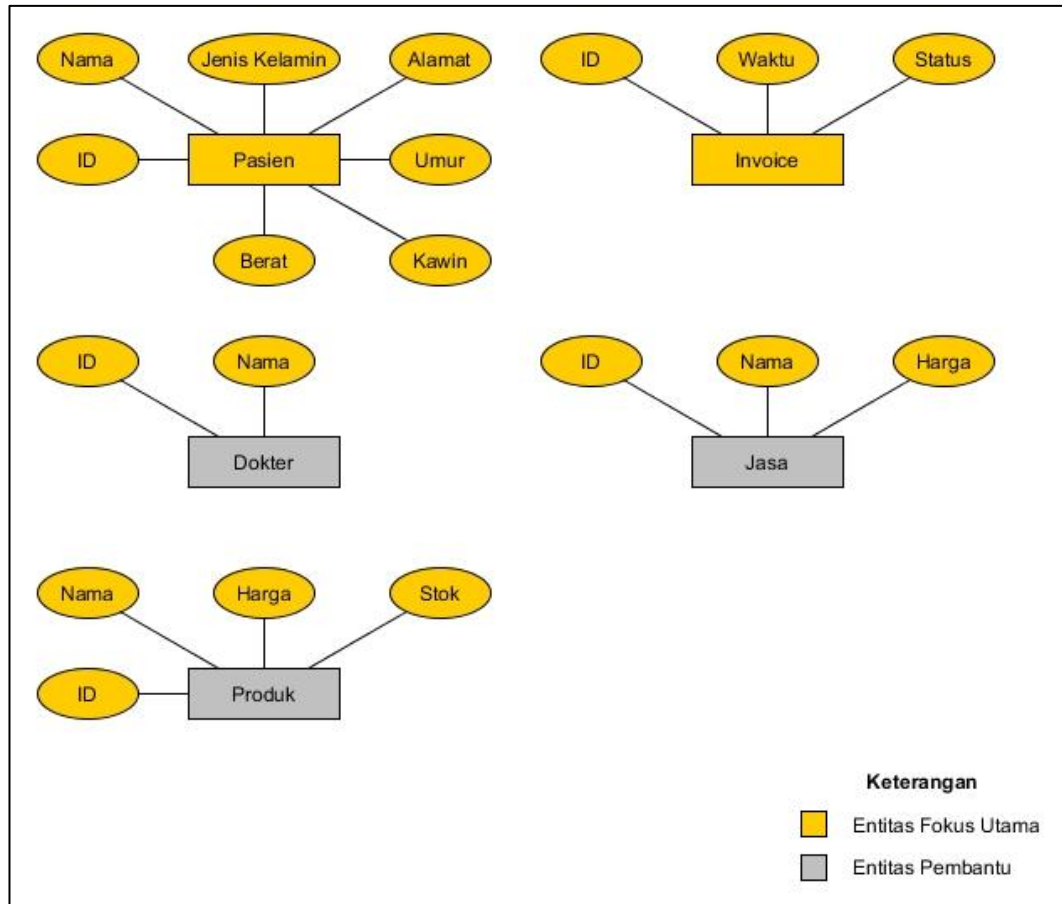 Nama
Jenis Kelamin
Alamat
ID
Pasien
Umur
Berat
Kawin
ID
Waktu
Status
Invoice
ID
Nama
Dokter
ID
Nama
Harga
Jasa
Nama
Harga
Stok
ID
Produk
Keterangan
Entitas Fokus Utama
Entitas Pembantu